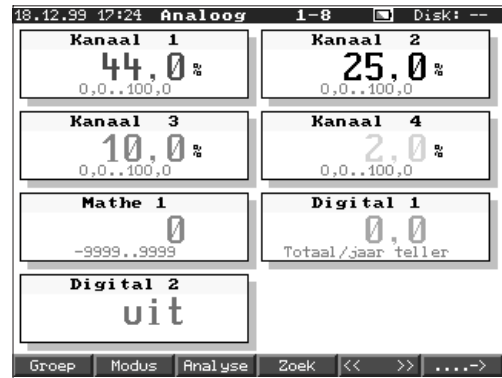 18.12.99 17:24 Analoog 1-8 Disk: --
Kanaal 1
44,0 %
0,0..100,0
Kanaal 2
25,0 %
0,0..100,0
Kanaal 3
10,0 %
0,0..100,0
Kanaal 4
2,0 %
0,0..100,0
Mathe 1
0
-9999..9999
Digital 1
0,0
Totaal/jaar teller
Digital 2
uit
Groep Modus Analyse Zoek << >> ....->